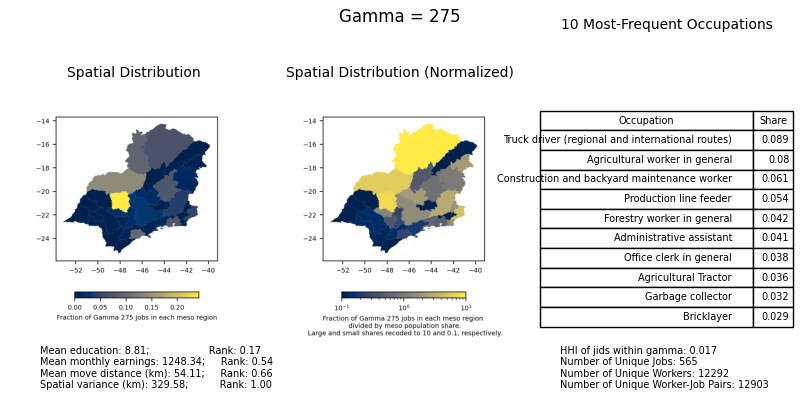 Gamma = 275
10 Most-Frequent Occupations
Spatial Distribution
Spatial Distribution (Normalized)
−14
−16
−18
−20
−22
−24
−52 −50 −48 −46 −44 −42 −40
0.00 0.05 0.10 0.15 0.20
Fraction of Gamma 275 jobs in each meso region
−14
−16
−18
−20
−22
−24
−52 −50 −48 −46 −44 −42 −40
10⁻¹ 10⁰ 10¹
Fraction of Gamma 275 jobs in each meso region
divided by meso population share.
Large and small shares recoded to 10 and 0.1, respectively.
Occupation Share
Truck driver (regional and international routes) 0.089
Agricultural worker in general 0.08
Construction and backyard maintenance worker 0.061
Production line feeder 0.054
Forestry worker in general 0.042
Administrative assistant 0.041
Office clerk in general 0.038
Agricultural Tractor 0.036
Garbage collector 0.032
Bricklayer 0.029
Mean education: 8.81; Rank: 0.17
Mean monthly earnings: 1248.34; Rank: 0.54
Mean move distance (km): 54.11; Rank: 0.66
Spatial variance (km): 329.58; Rank: 1.00
HHI of jids within gamma: 0.017
Number of Unique Jobs: 565
Number of Unique Workers: 12292
Number of Unique Worker-Job Pairs: 12903